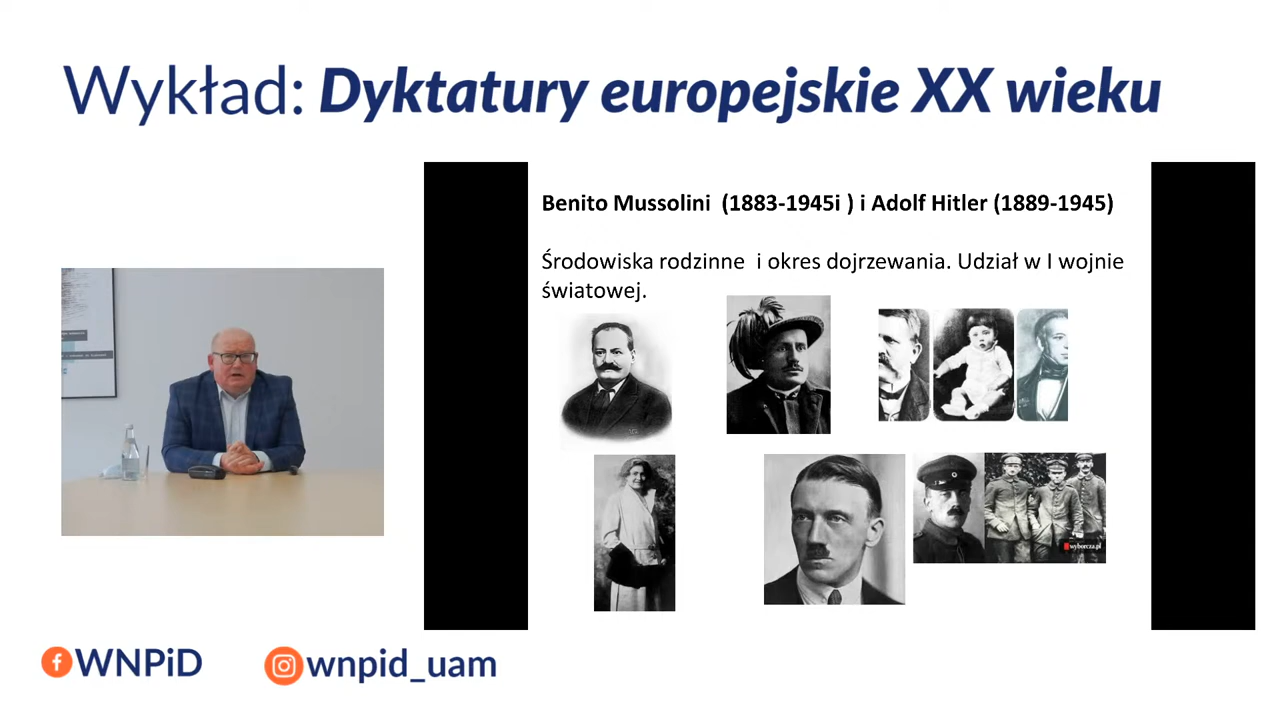 Wykład: Dyktatury europejskie XX wieku
Benito Mussolini  (1883-1945i ) i Adolf Hitler (1889-1945)
Środowiska rodzinne  i okres dojrzewania. Udział w I wojnie
światowej.
wyborcza.pl
WNPiD
wnpid_uam